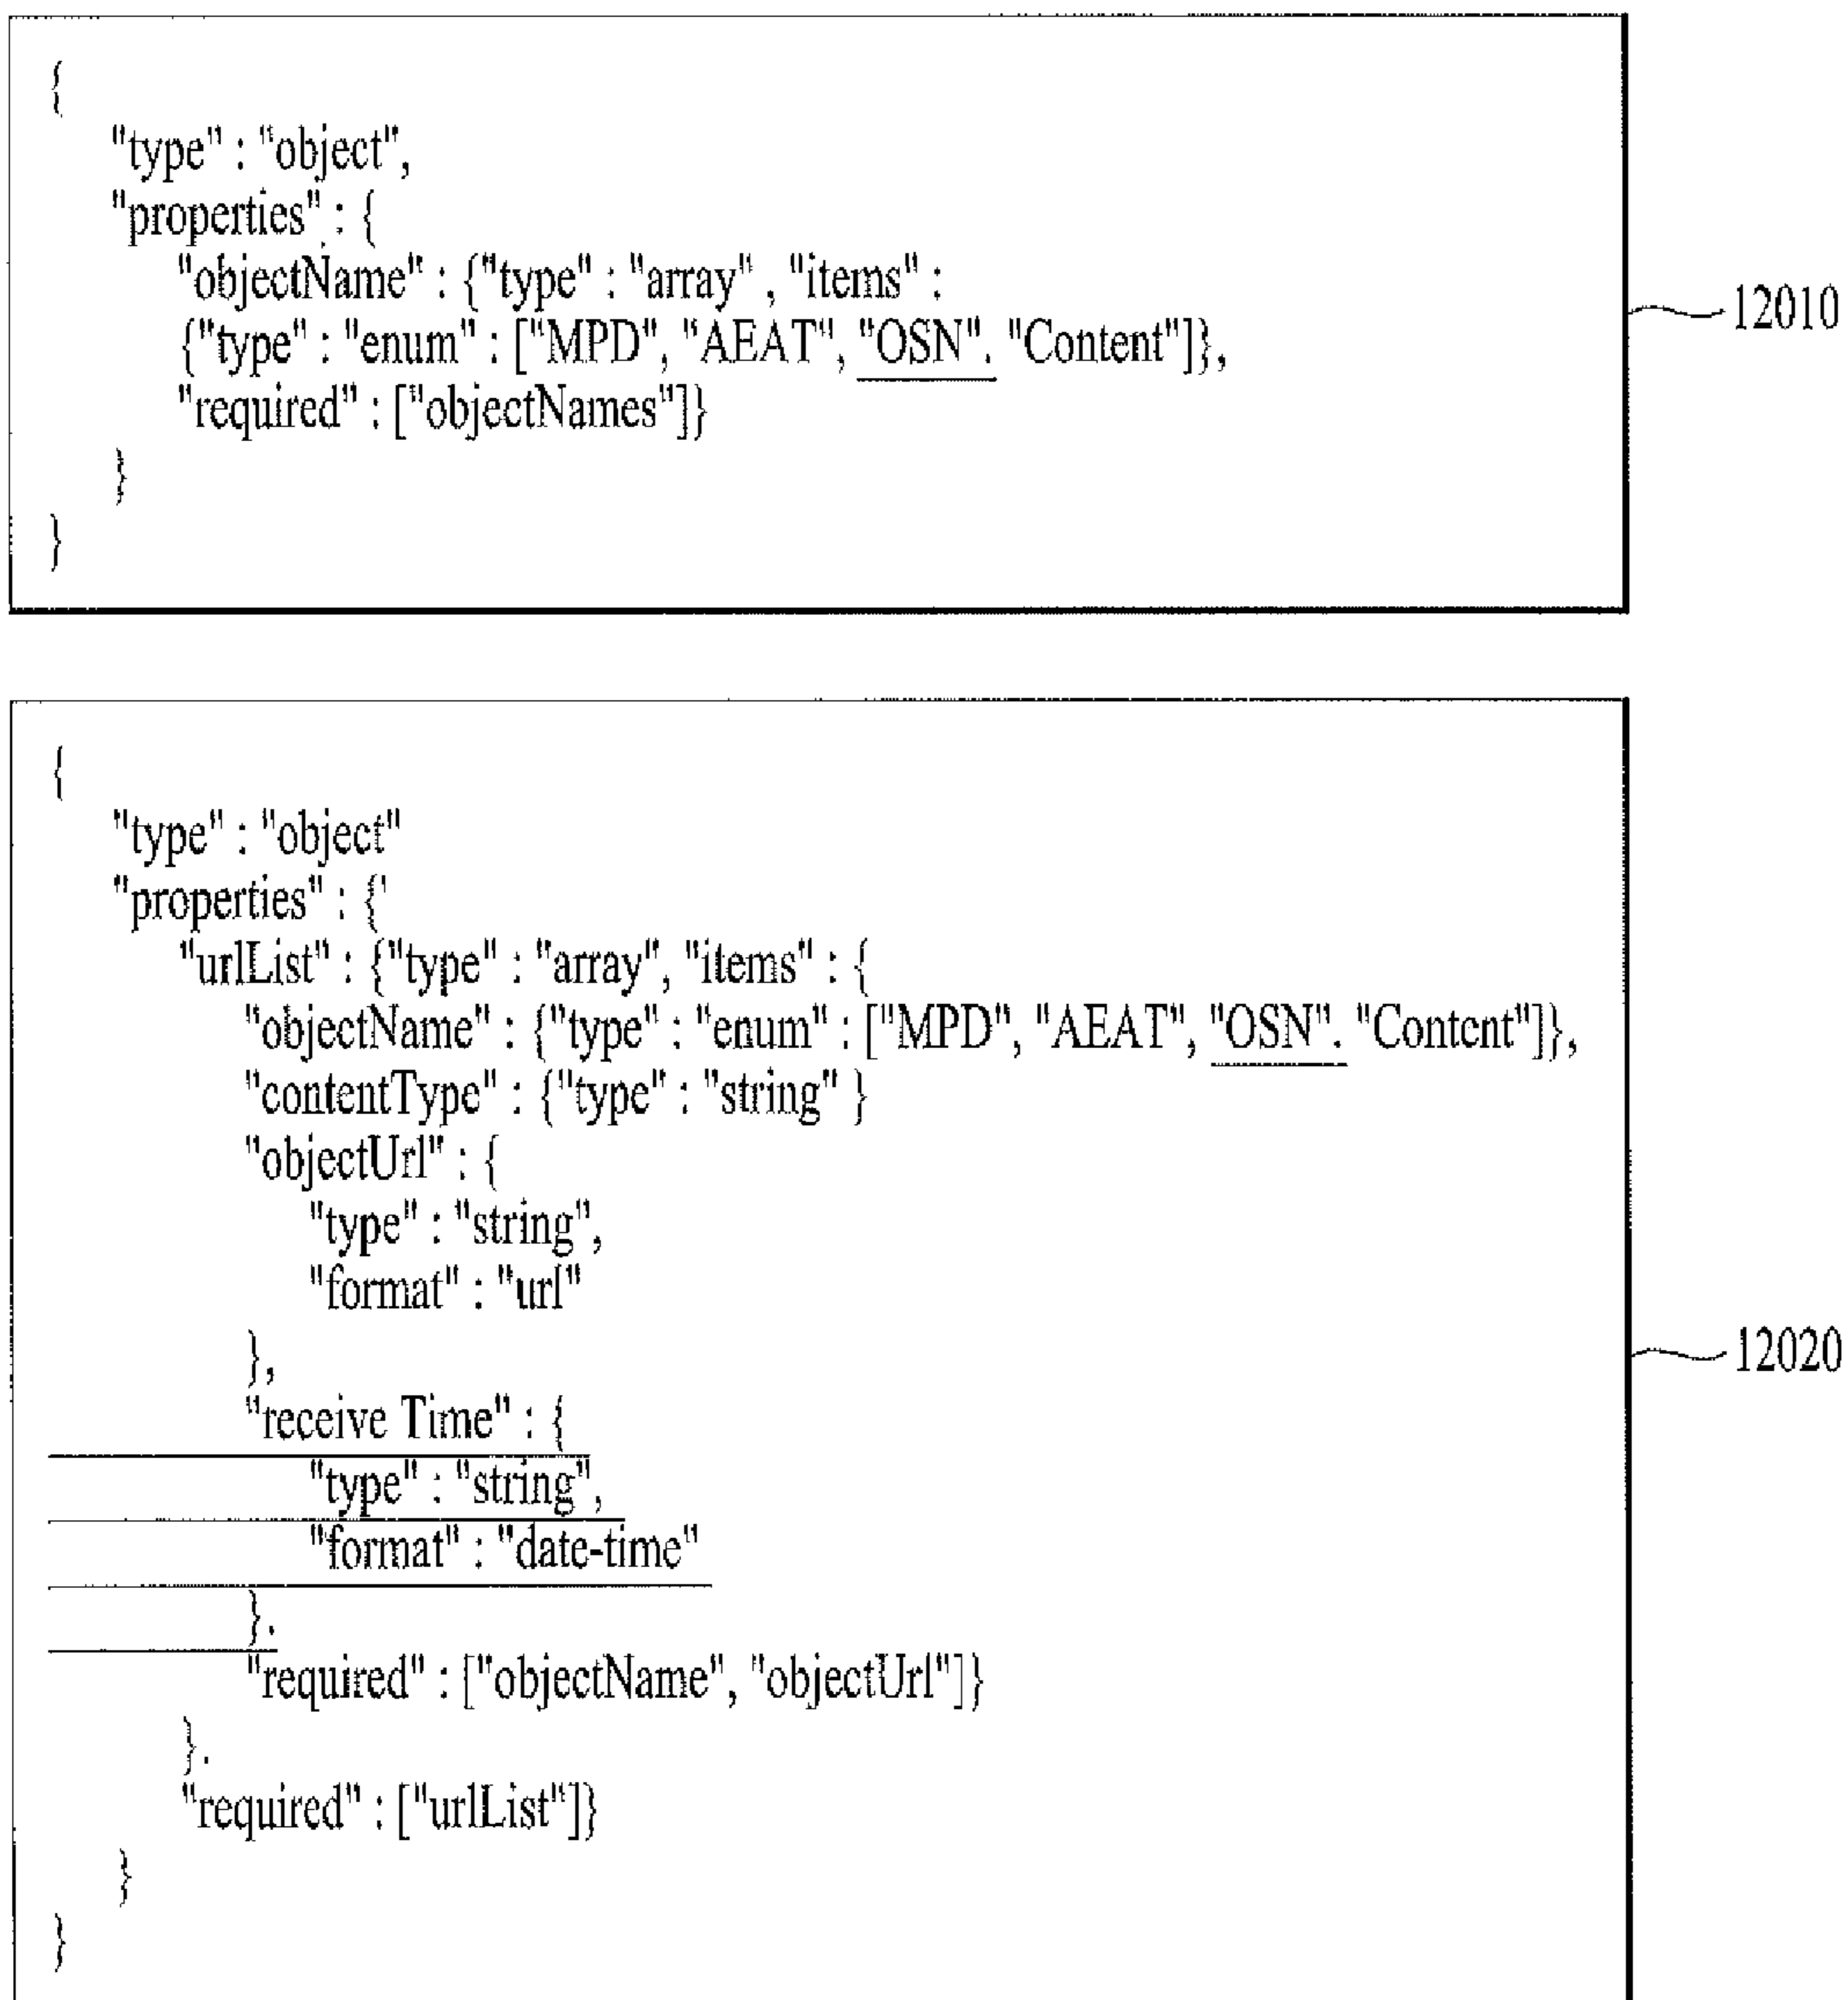 {
"type" : "object",
"properties" : {
"objectName" : {"type" : "array" , "items" :
{"type" : "enum" : ["MPD", "AEAT", "OSN". "Content"]},
"required" : ["objectNames"]}
}
}
12010
{
"type" : "object"
"properties" : {'
"urlList" : {"type" : "array", "items" : {
"objectName" : {"type" : "enum" : ["MPD", "AEAT", "OSN". "Content"]},
"contentType" : {"type" : "string" }
"objectUrl" : {
"type" : "string",
"format" : "url"
},
"receive Time" : {
"type" : "string",
"format" : "date-time"
}.
"required" : ["objectName", "objectUrl"]}
}.
"required" : ["urlList"]}
}
}
12020